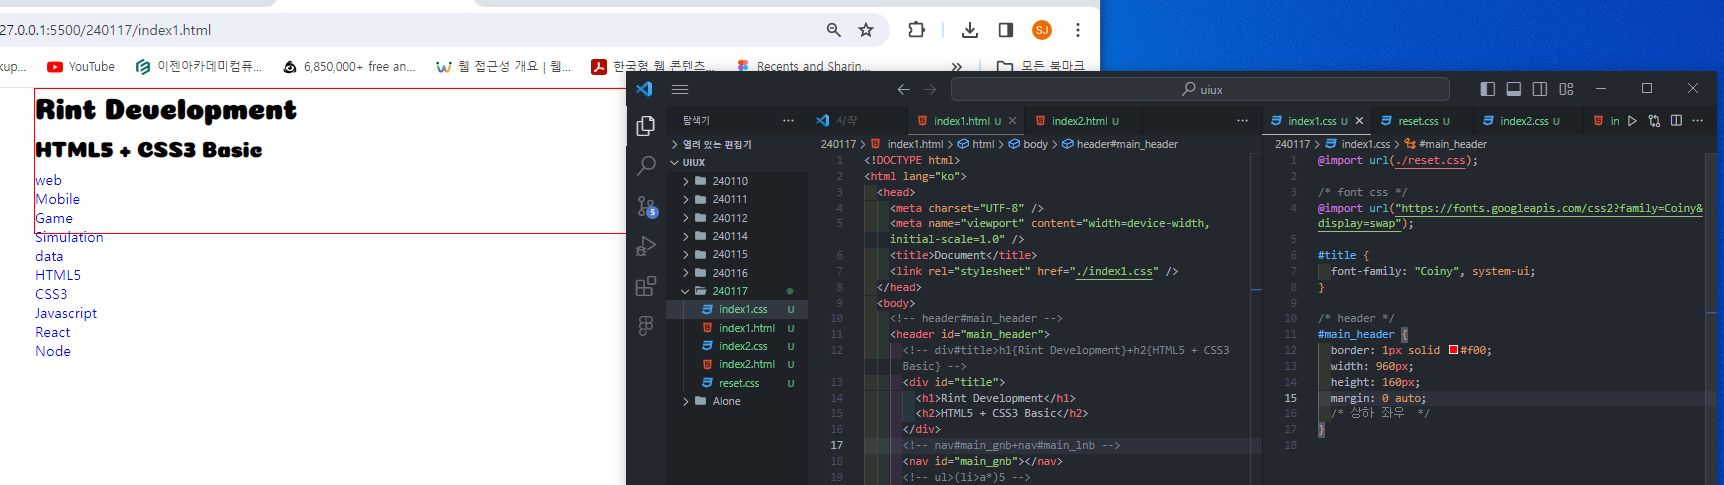 27.0.0.1:5500/240117/index1.html
SJ
kup...
YouTube
이젠아카데미컴퓨...
6,850,000+ free an...
웹 접근성 개요 | 웹...
한국형 웹 콘텐츠...
Recents and Sharin...
»
모든 북마크
Rint Development
HTML5 + CSS3 Basic
web
Mobile
Game
Simulation
data
HTML5
CSS3
Javascript
React
Node
uiux
탐색기
열려 있는 편집기
UIUX
240110
240111
240112
240114
240115
240116
240117
index1.css U
index1.html U
index2.css U
index2.html U
reset.css U
Alone
5
시작
index1.html U
index2.html U
240117 > index1.html > html > body > header#main_header
1 <!DOCTYPE html>
2 <html lang="ko">
3 <head>
4 <meta charset="UTF-8" />
5 <meta name="viewport" content="width=device-width,
initial-scale=1.0" />
6 <title>Document</title>
7 <link rel="stylesheet" href="./index1.css" />
8 </head>
9 <body>
10 <!-- header#main_header -->
11 <header id="main_header">
12 <!-- div#title>h1{Rint Development}+h2{HTML5 + CSS3
Basic} -->
13 <div id="title">
14 <h1>Rint Development</h1>
15 <h2>HTML5 + CSS3 Basic</h2>
16 </div>
17 <!-- nav#main_gnb+nav#main_lnb -->
18 <nav id="main_gnb"></nav>
19 <!-- ul>(li>a*)5 -->
index1.css U
reset.css U
index2.css U
in
240117 > index1.css > #main_header
1 @import url(./reset.css);
2
3 /* font css */
4 @import url("https://fonts.googleapis.com/css2?family=Coiny&
display=swap");
5
6 #title {
7 font-family: "Coiny", system-ui;
8 }
9
10 /* header */
11 #main_header {
12 border: 1px solid #f00;
13 width: 960px;
14 height: 160px;
15 margin: 0 auto;
16 /* 상하 좌우 */
17 }
18